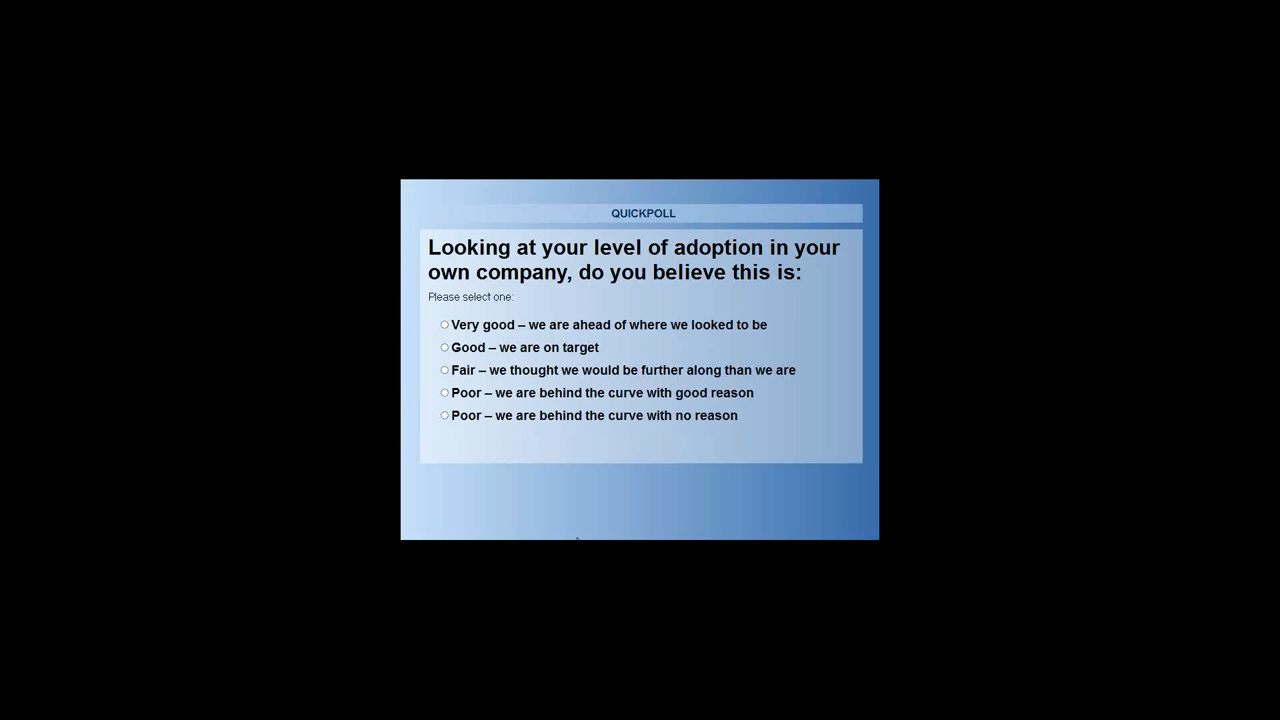 QUICKPOLL
Looking at your level of adoption in your
own company, do you believe this is:
Please select one:
Very good – we are ahead of where we looked to be
Good – we are on target
Fair – we thought we would be further along than we are
Poor – we are behind the curve with good reason
Poor – we are behind the curve with no reason